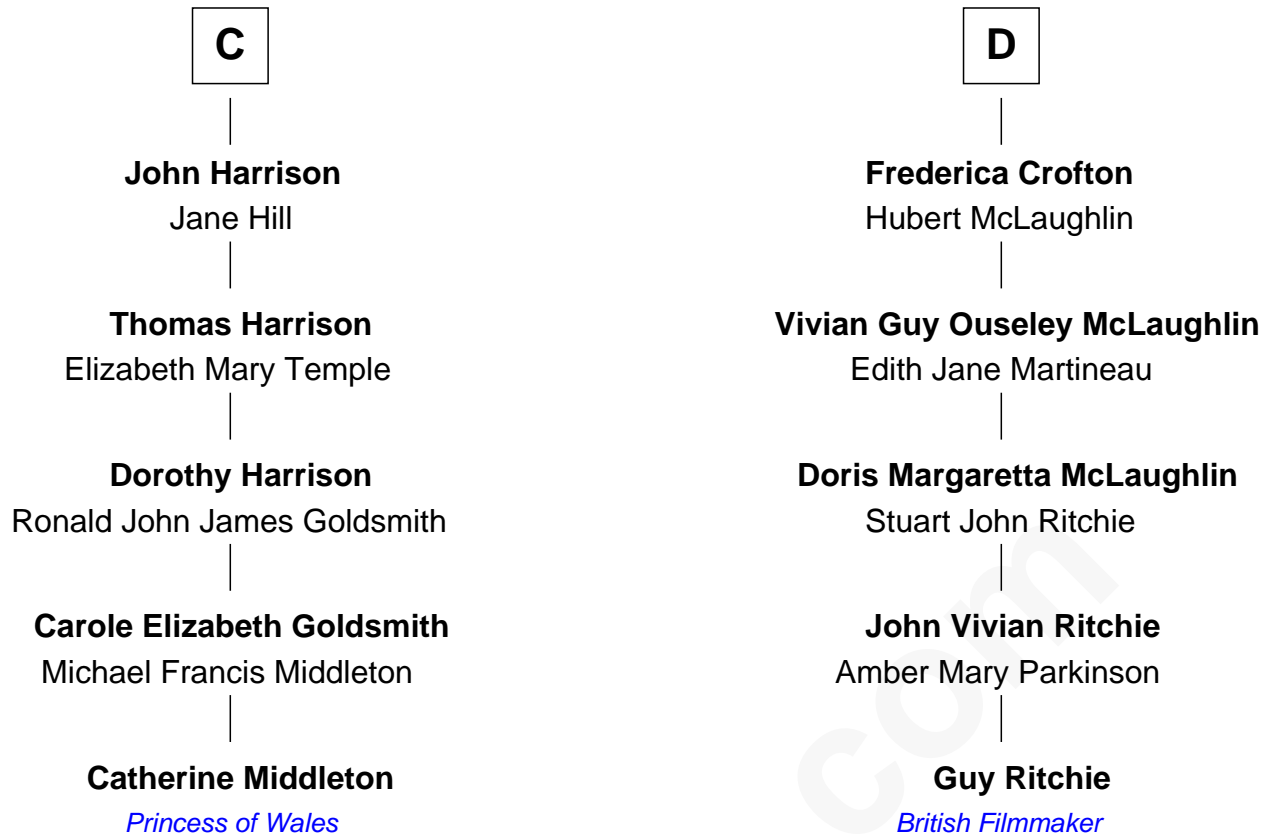 C
John Harrison
Jane Hill
Thomas Harrison
Elizabeth Mary Temple
Dorothy Harrison
Ronald John James Goldsmith
Carole Elizabeth Goldsmith
Michael Francis Middleton
Catherine Middleton
Princess of Wales
D
Frederica Crofton
Hubert McLaughlin
Vivian Guy Ouseley McLaughlin
Edith Jane Martineau
Doris Margaretta McLaughlin
Stuart John Ritchie
John Vivian Ritchie
Amber Mary Parkinson
Guy Ritchie
British Filmmaker
com